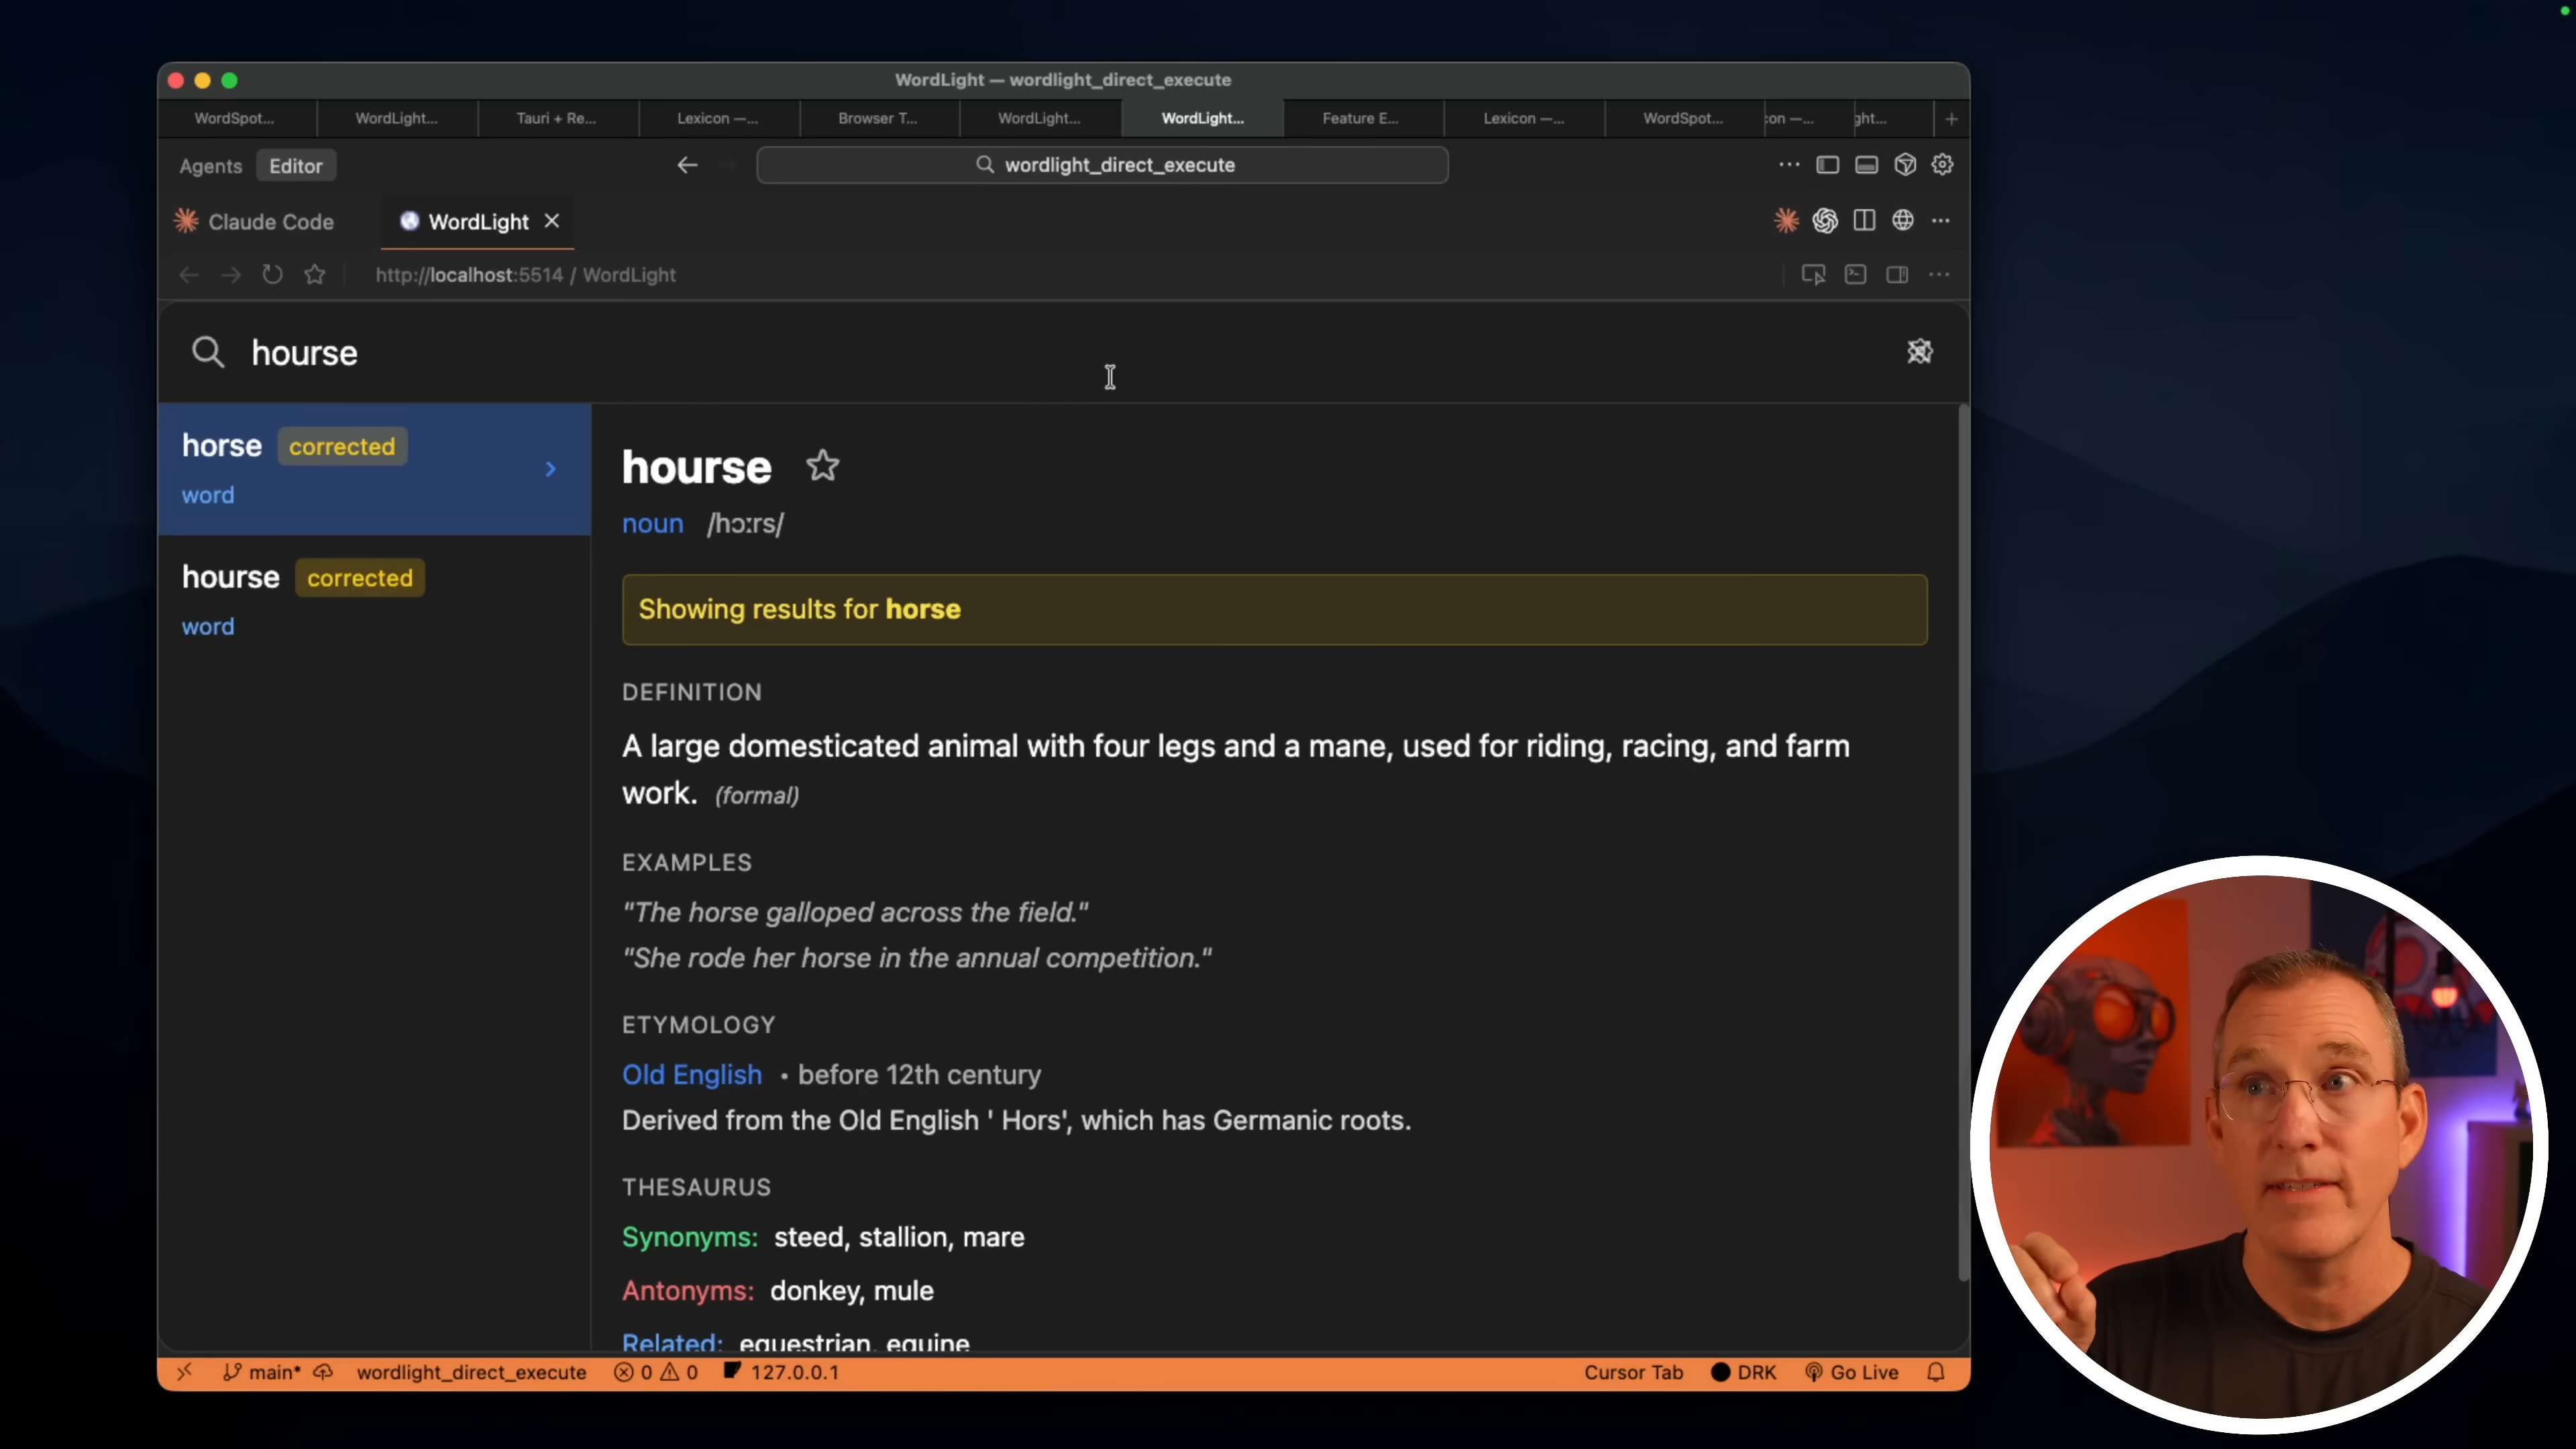 WordLight — wordlight_direct_execute
WordSpot...
WordLight...
Tauri + Re...
Lexicon —...
Browser T...
WordLight...
WordLight...
Feature E...
Lexicon —...
WordSpot...
con —...
ght...
Agents
Editor
wordlight_direct_execute
Claude Code
WordLight
http://localhost:5514 / WordLight
hourse
horse corrected
word
hourse corrected
word
hourse
noun /hɔːrs/
Showing results for horse
DEFINITION
A large domesticated animal with four legs and a mane, used for riding, racing, and farm
work. (formal)
EXAMPLES
"The horse galloped across the field."
"She rode her horse in the annual competition."
ETYMOLOGY
Old English • before 12th century
Derived from the Old English ' Hors', which has Germanic roots.
THESAURUS
Synonyms: steed, stallion, mare
Antonyms: donkey, mule
Related: equestrian, equine
main* wordlight_direct_execute 0 0 127.0.0.1 Cursor Tab DRK Go Live